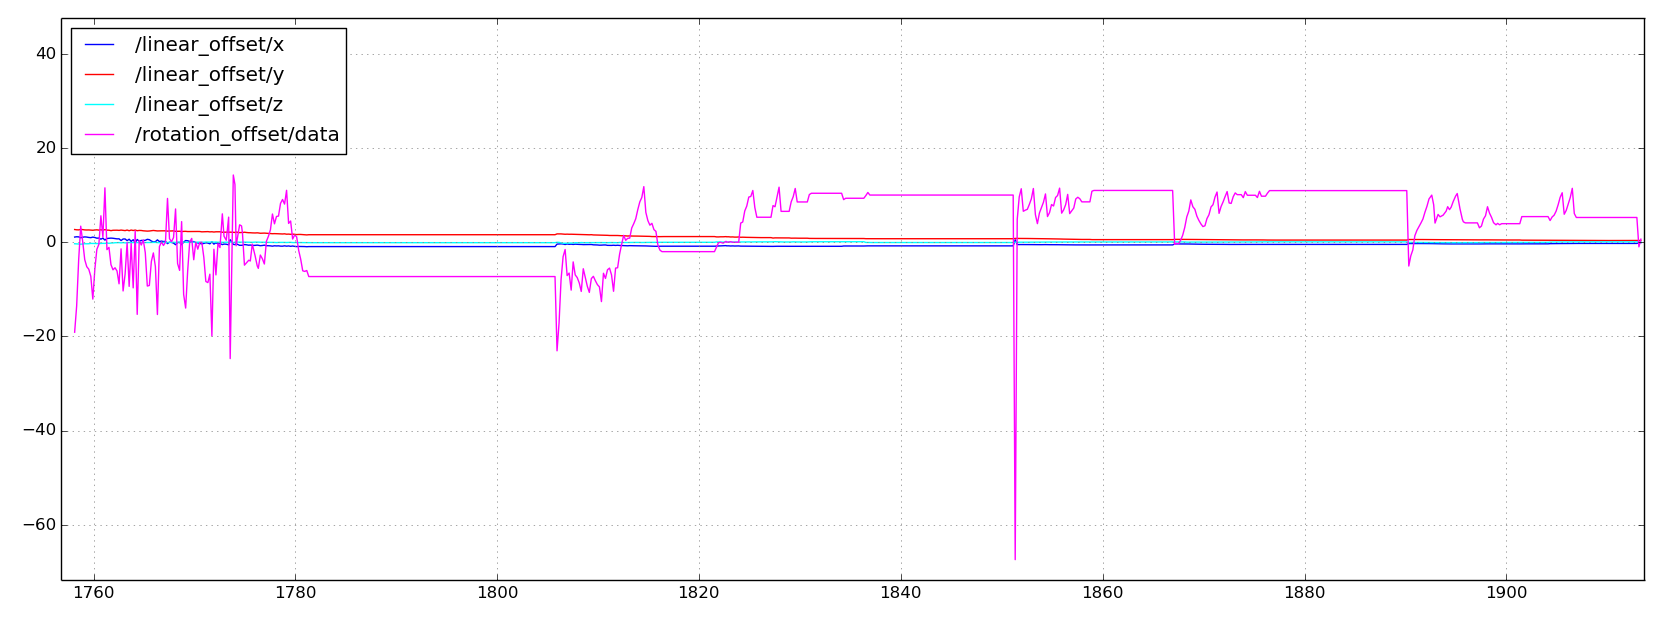 /linear_offset/x
/linear_offset/y
/linear_offset/z
/rotation_offset/data
40
20
0
−20
−40
−60
1760 1780 1800 1820 1840 1860 1880 1900